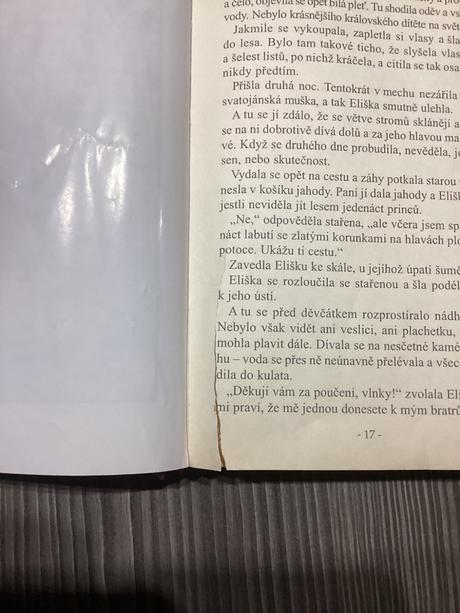 a čelo, objevila se opět bílá pleť. Tu shodila oděv a vs
vody. Nebylo krásnějšího královského dítěte na svět
Jakmile se vykoupala, zapletla si vlasy a šla
do lesa. Bylo tam takové ticho, že slyšela vlas
a šelest listů, po nichž kráčela, a cítila se tak osa
nikdy předtím.
Přišla druhá noc. Tentokrát v mechu nezářila
svatojánská muška, a tak Eliška smutně ulehla.
A tu se jí zdálo, že se větve stromů sklánějí a
se na ni dobrotivě dívá dolů a za jeho hlavou ma
vé. Když se druhého dne probudila, nevěděla, je
sen, nebo skutečnost.
Vydala se opět na cestu a záhy potkala starou
nesla v košíku jahody. Paní jí dala jahody a Elišk
jestli neviděla jít lesem jedenáct princů.
„Ne,“ odpověděla stařena, „ale včera jsem sp
náct labutí se zlatými korunkami na hlavách plo
potoce. Ukážu ti cestu.“
Zavedla Elišku ke skále, u jejíhož úpatí šumě
Eliška se rozloučila se stařenou a šla podél
k jeho ústí.
A tu se před děvčátkem rozprostíralo nádh
Nebylo však vidět ani veslici, ani plachetku,
mohla plavit dále. Dívala se na nesčetné kamé
hu – voda se přes ně neúnavně přelévala a všec
dila do kulata.
„Děkuji vám za poučení, vlnky!“ zvolala Eli
mi praví, že mě jednou donesete k mým bratrů
- 17 -